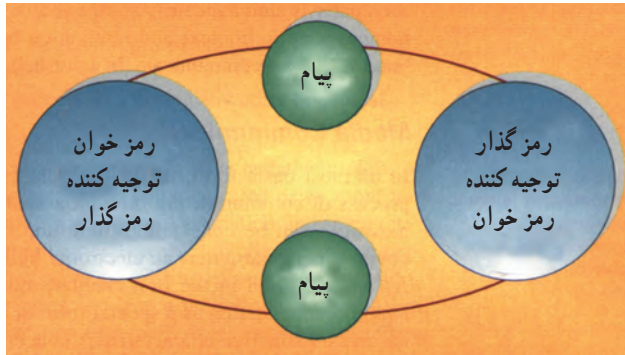 پیام
رمز گذار
توجیه کننده
رمز خوان
رمز خوان
توجیه کننده
رمز گذار
پیام